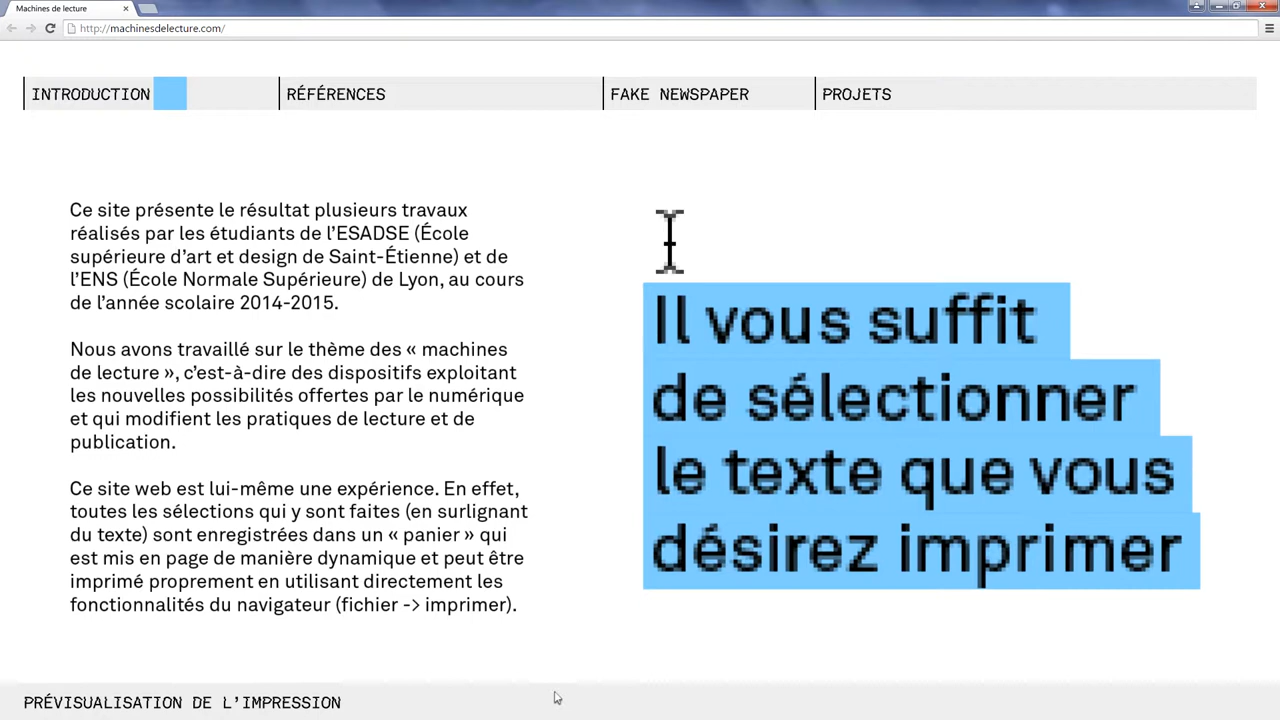 Machines de lecture
http://machinesdelecture.com/
INTRODUCTION
RÉFÉRENCES
FAKE NEWSPAPER
PROJETS
Ce site présente le résultat plusieurs travaux
réalisés par les étudiants de l’ESADSE (École
supérieure d’art et design de Saint-Étienne) et de
l’ENS (École Normale Supérieure) de Lyon, au cours
de l’année scolaire 2014-2015.
Nous avons travaillé sur le thème des « machines
de lecture », c’est-à-dire des dispositifs exploitant
les nouvelles possibilités offertes par le numérique
et qui modifient les pratiques de lecture et de
publication.
Ce site web est lui-même une expérience. En effet,
toutes les sélections qui y sont faites (en surlignant
du texte) sont enregistrées dans un « panier » qui
est mis en page de manière dynamique et peut être
imprimé proprement en utilisant directement les
fonctionnalités du navigateur (fichier -> imprimer).
Il vous suffit
de sélectionner
le texte que vous
désirez imprimer
PRÉVISUALISATION DE L’IMPRESSION